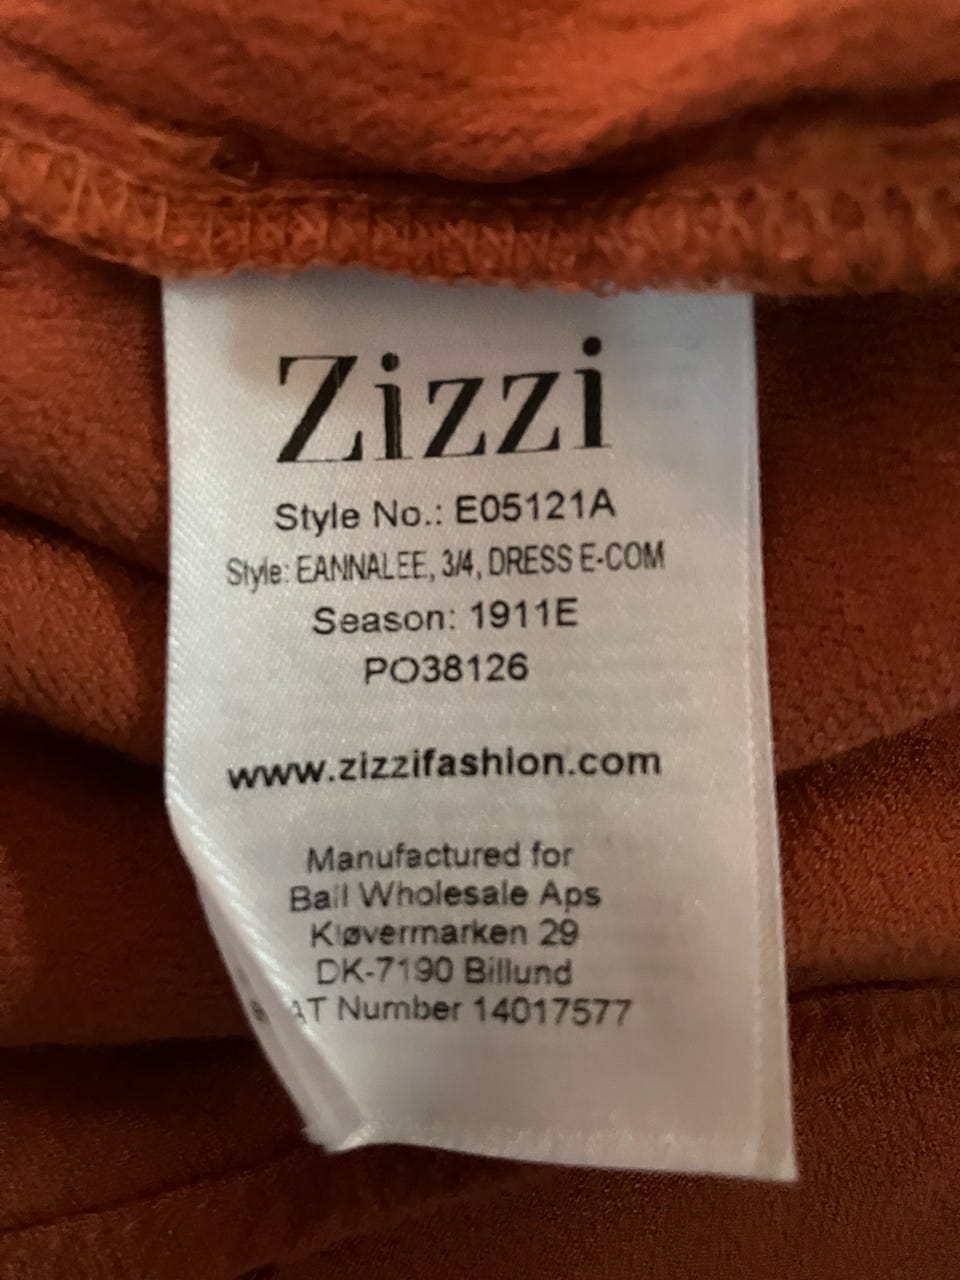 Zizzi
Style No.: E05121A
Style: EANNALEE, 3/4, DRESS E-COM
Season: 1911E
PO38126
www.zizzifashion.com
Manufactured for
Ball Wholesale Aps
Kløvermarken 29
DK-7190 Billund
AT Number 14017577